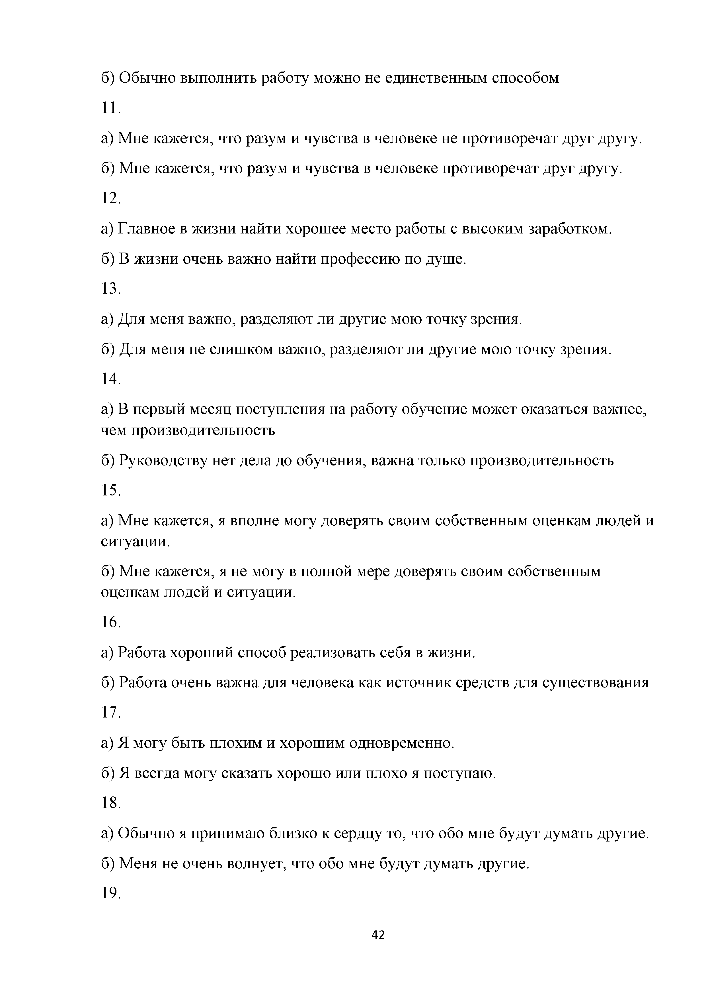 б) Обычно выполнить работу можно не единственным способом
11.
а) Мне кажется, что разум и чувства в человеке не противоречат друг другу.
б) Мне кажется, что разум и чувства в человеке противоречат друг другу.
12.
а) Главное в жизни найти хорошее место работы с высоким заработком.
б) В жизни очень важно найти профессию по душе.
13.
а) Для меня важно, разделяют ли другие мою точку зрения.
б) Для меня не слишком важно, разделяют ли другие мою точку зрения.
14.
а) В первый месяц поступления на работу обучение может оказаться важнее,
чем производительность
б) Руководству нет дела до обучения, важна только производительность
15.
а) Мне кажется, я вполне могу доверять своим собственным оценкам людей и
ситуации.
б) Мне кажется, я не могу в полной мере доверять своим собственным
оценкам людей и ситуации.
16.
а) Работа хороший способ реализовать себя в жизни.
б) Работа очень важна для человека как источник средств для существования
17.
а) Я могу быть плохим и хорошим одновременно.
б) Я всегда могу сказать хорошо или плохо я поступаю.
18.
а) Обычно я принимаю близко к сердцу то, что обо мне будут думать другие.
б) Меня не очень волнует, что обо мне будут думать другие.
19.
42